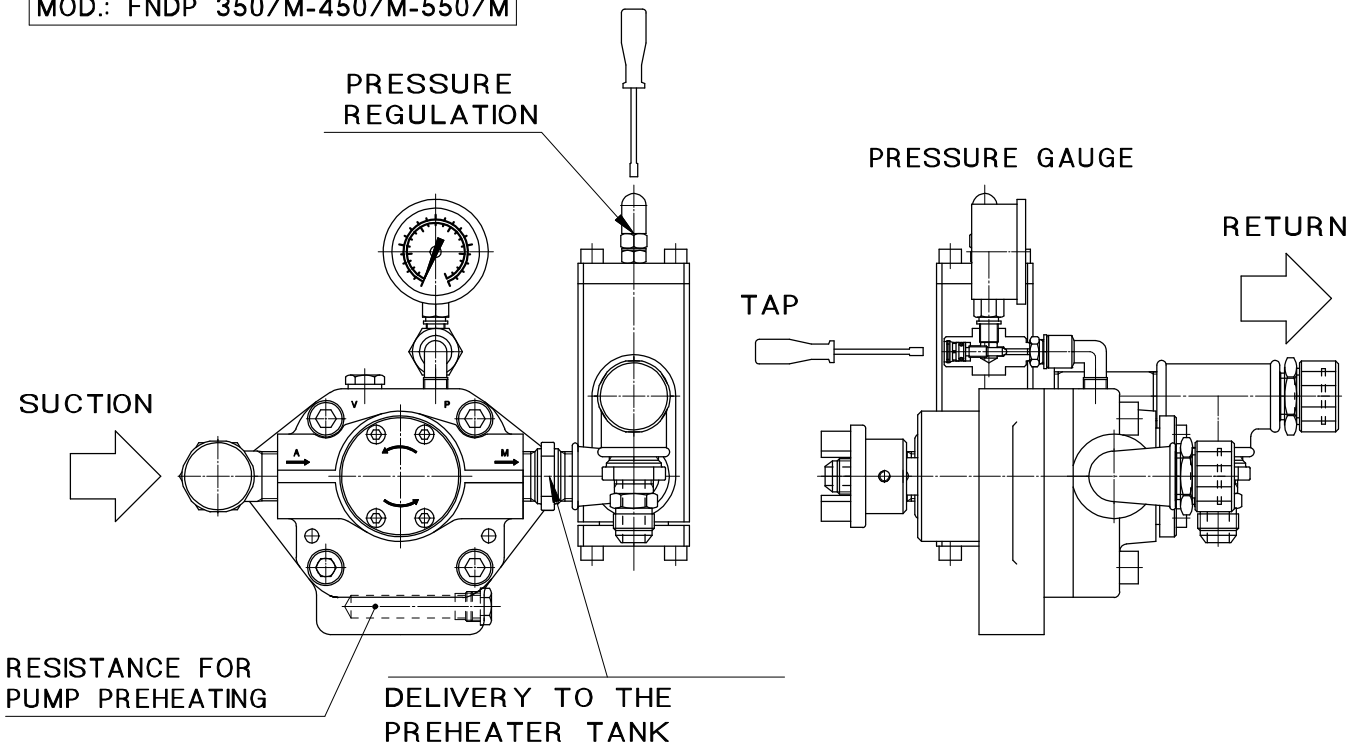 MOD.: FNDP 350/M-450/M-550/M
PRESSURE
REGULATION
PRESSURE GAUGE
RETURN
TAP
SUCTION
V
P
A
M
RESISTANCE FOR
PUMP PREHEATING
DELIVERY TO THE
PREHEATER TANK